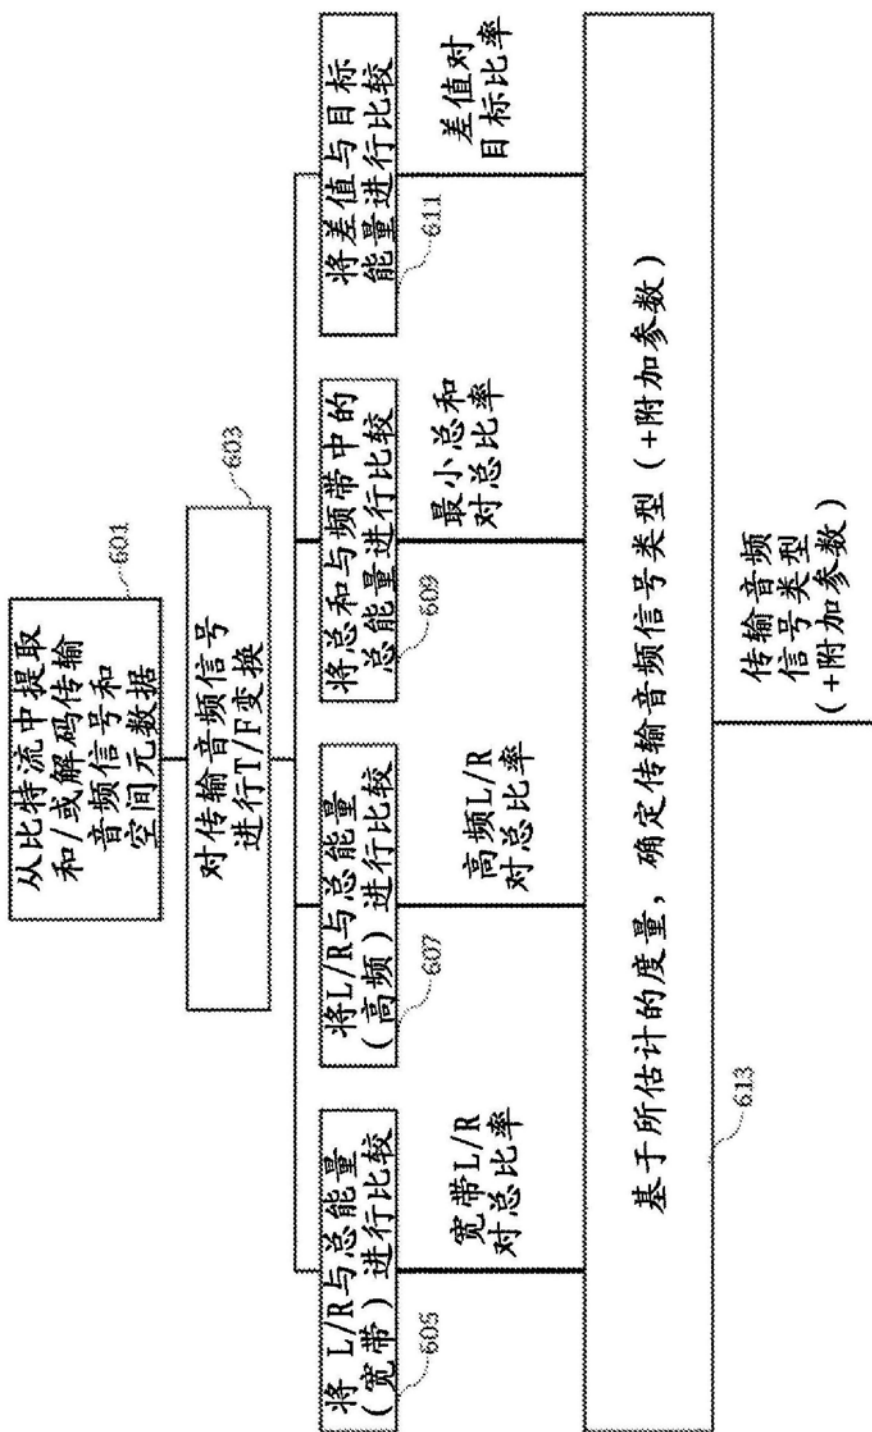 从比特流中提取
和/或解码传输
音频信号和
空间元数据
601
对传输音频信号
进行T/F变换
603
将 L/R与总能量
(宽带) 进行比较
605
将L/R与总能量
(高频) 进行比较
607
将总和与频带中的
总能量进行比较
609
将差值与目标
能量进行比较
611
宽带L/R
对总比率
高频L/R
对总比率
最小总和
对总比率
差值对
目标比率
基于所估计的度量，确定传输音频信号类型 (+附加参数)
613
传输音频
信号类型
(+附加参数)